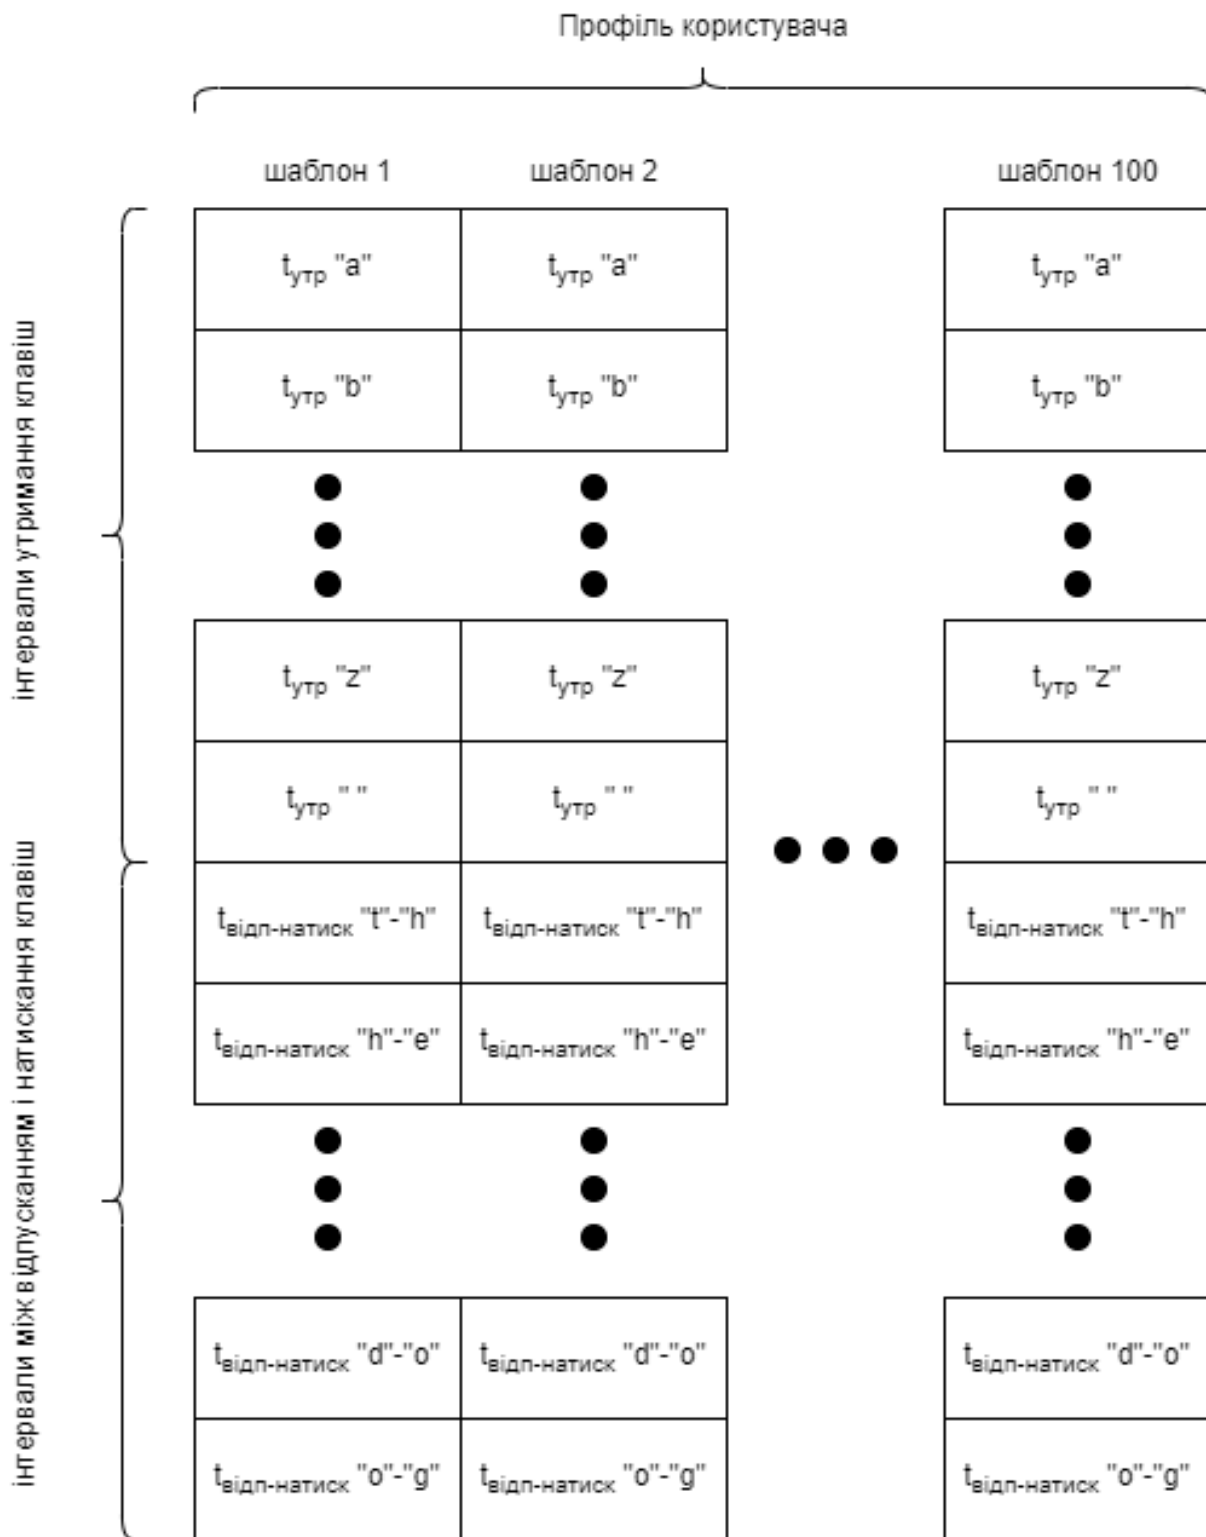 Профіль користувача
шаблон 1 шаблон 2 шаблон 100
інтервали утримання клавіш
tутр "a" tутр "a" tутр "a"
tутр "b" tутр "b" tутр "b"
tутр "z" tутр "z" tутр "z"
tутр " " tутр " " tутр " "
інтервали між відпусканням і натискання клавіш
tвідп-натиск "t"-"h" tвідп-натиск "t"-"h" tвідп-натиск "t"-"h"
tвідп-натиск "h"-"e" tвідп-натиск "h"-"e" tвідп-натиск "h"-"e"
tвідп-натиск "d"-"o" tвідп-натиск "d"-"o" tвідп-натиск "d"-"o"
tвідп-натиск "o"-"g" tвідп-натиск "o"-"g" tвідп-натиск "o"-"g"